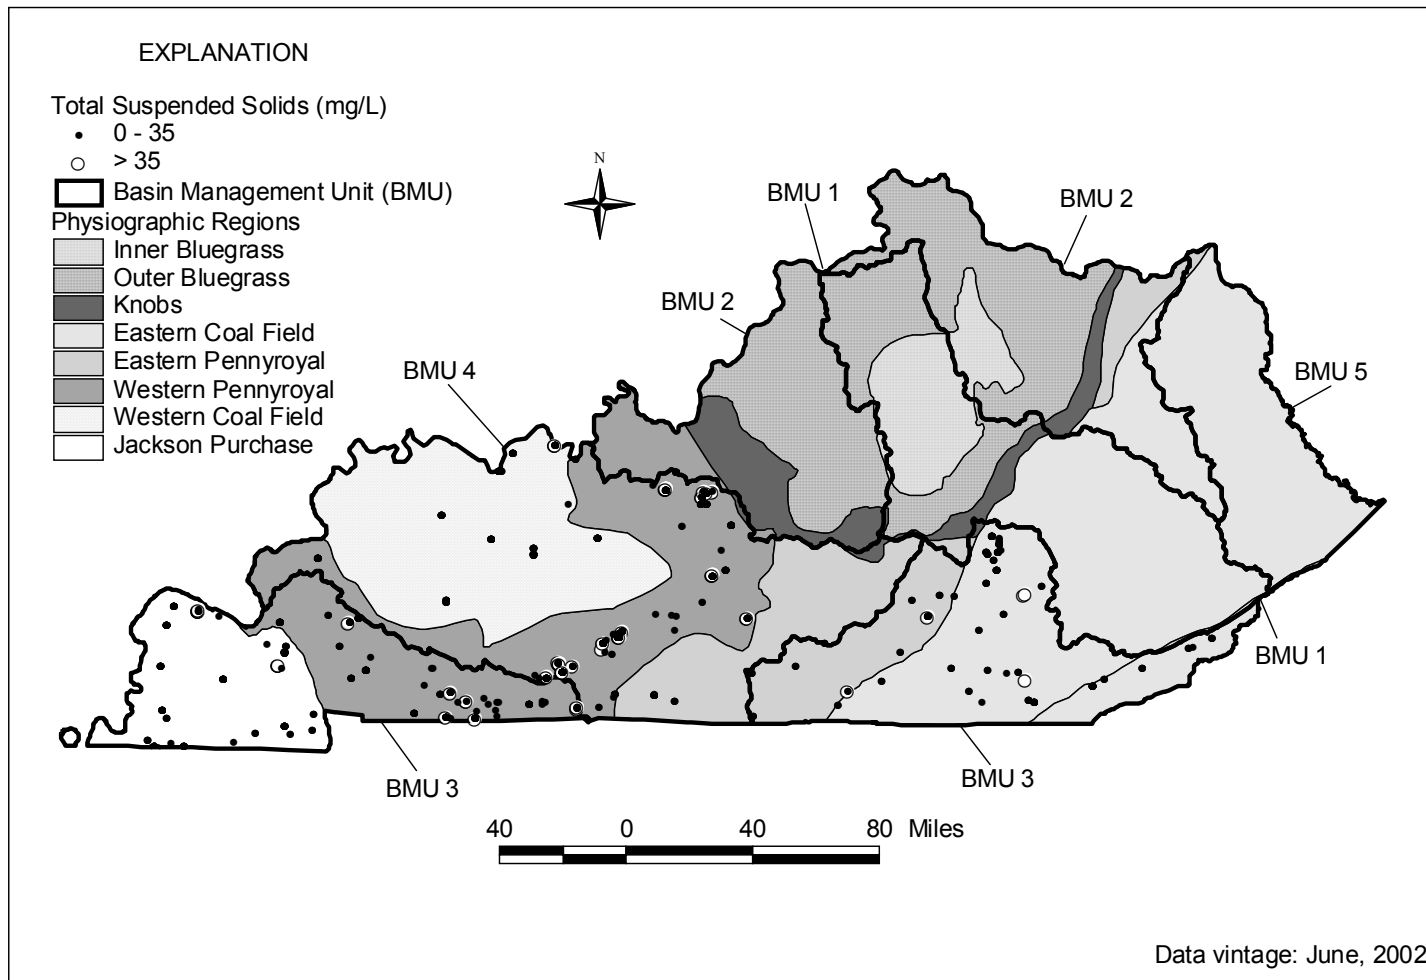 EXPLANATION
Total Suspended Solids (mg/L)
0 - 35
> 35
Basin Management Unit (BMU)
Physiographic Regions
Inner Bluegrass
Outer Bluegrass
Knobs
Eastern Coal Field
Eastern Pennyroyal
Western Pennyroyal
Western Coal Field
Jackson Purchase
N
BMU 1
BMU 2
BMU 2
BMU 4
BMU 5
BMU 1
BMU 3
BMU 3
40 0 40 80 Miles
Data vintage: June, 2002